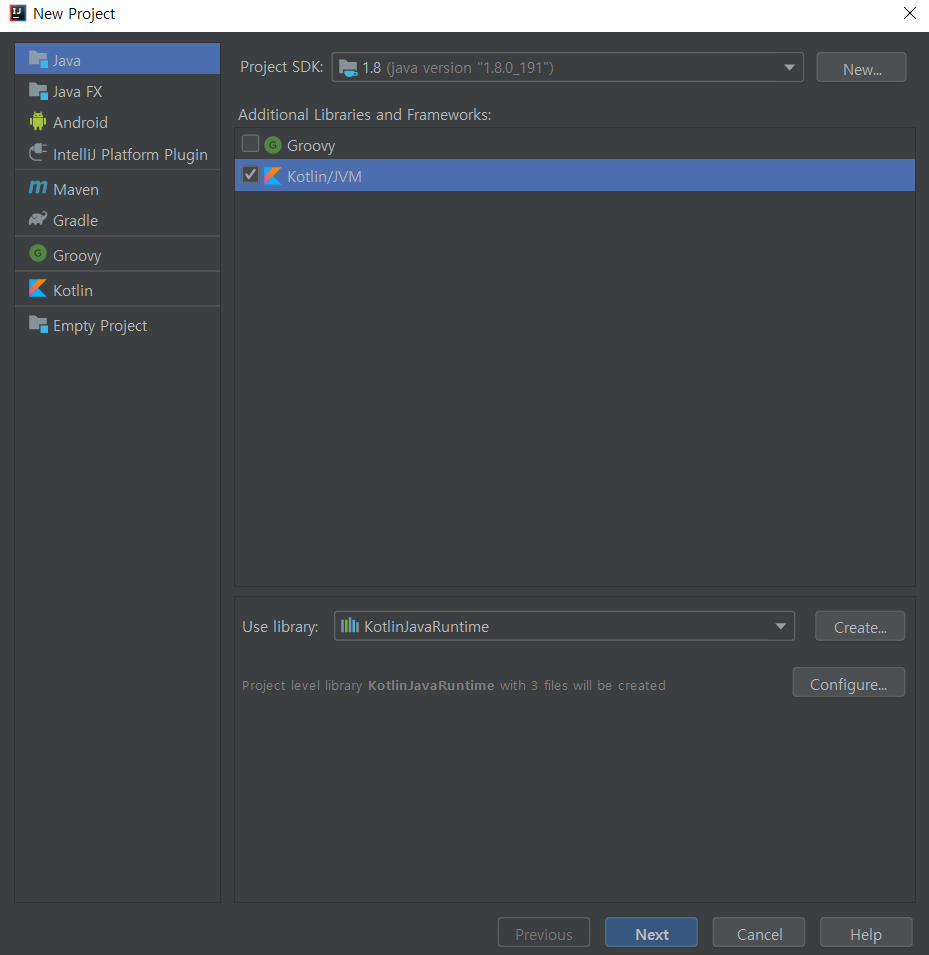 New Project
Java
Java FX
Android
IntelliJ Platform Plugin
Maven
Gradle
Groovy
Kotlin
Empty Project
Project SDK: 1.8 (java version "1.8.0_191") New...
Additional Libraries and Frameworks:
Groovy
Kotlin/JVM
Use library: KotlinJavaRuntime Create...
Project level library KotlinJavaRuntime with 3 files will be created Configure...
Previous Next Cancel Help